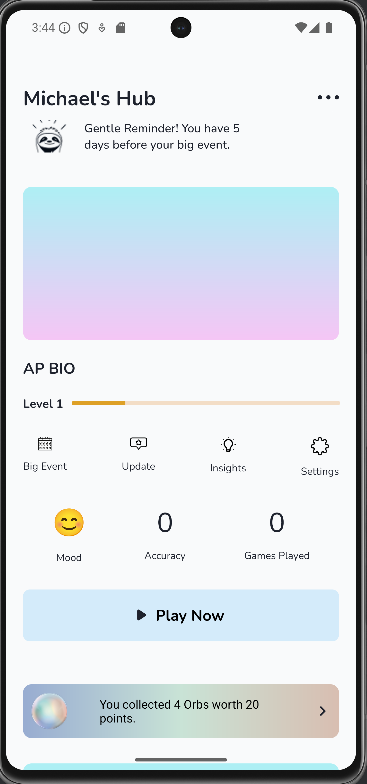 3:44
Michael's Hub
Gentle Reminder! You have 5
days before your big event.
AP BIO
Level 1
Big Event
Update
Insights
Settings
0
0
Mood
Accuracy
Games Played
Play Now
You collected 4 Orbs worth 20
points.